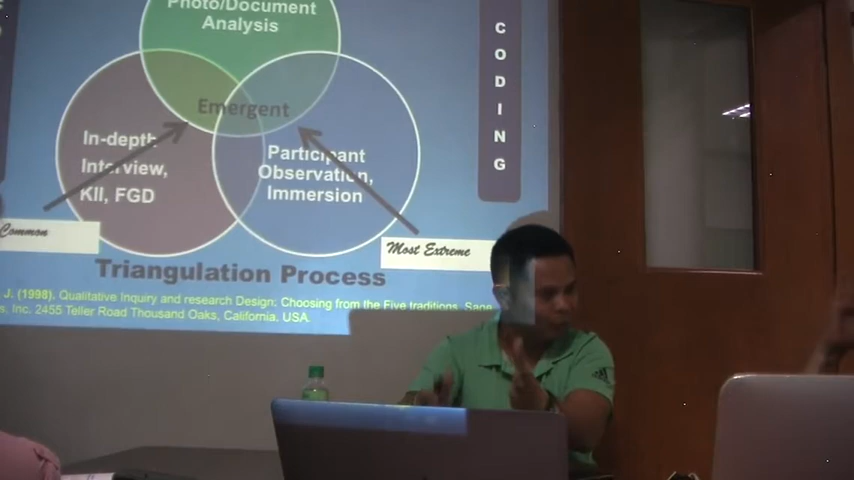 Photo/Document
Analysis
CODING
Emergent
In-depth
Interview,
KII, FGD
Participant
Observation,
Immersion
Common
Most Extreme
Triangulation Process
J. (1998). Qualitative Inquiry and research Design: Choosing from the Five traditions. Sage
s, Inc. 2455 Teller Road Thousand Oaks, California, USA